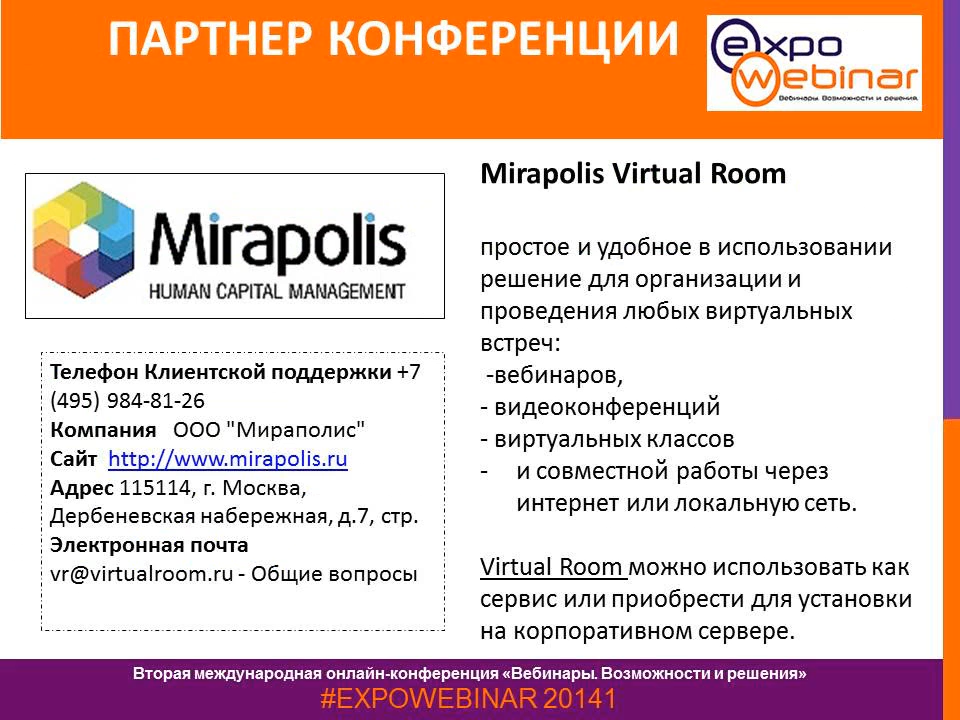 ПАРТНЕР КОНФЕРЕНЦИИ
expo
webinar
Вебинары. Возможности и решения.
Mirapolis
HUMAN CAPITAL MANAGEMENT
Телефон Клиентской поддержки +7
(495) 984-81-26
Компания ООО "Мираполис"
Сайт http://www.mirapolis.ru
Адрес 115114, г. Москва,
Дербеневская набережная, д.7, стр.
Электронная почта
vr@virtualroom.ru - Общие вопросы
Mirapolis Virtual Room
простое и удобное в использовании
решение для организации и
проведения любых виртуальных
встреч:
-вебинаров,
- видеоконференций
- виртуальных классов
- и совместной работы через
интернет или локальную сеть.
Virtual Room можно использовать как
сервис или приобрести для установки
на корпоративном сервере.
Вторая международная онлайн-конференция «Вебинары. Возможности и решения»
#EXPOWEBINAR 20141